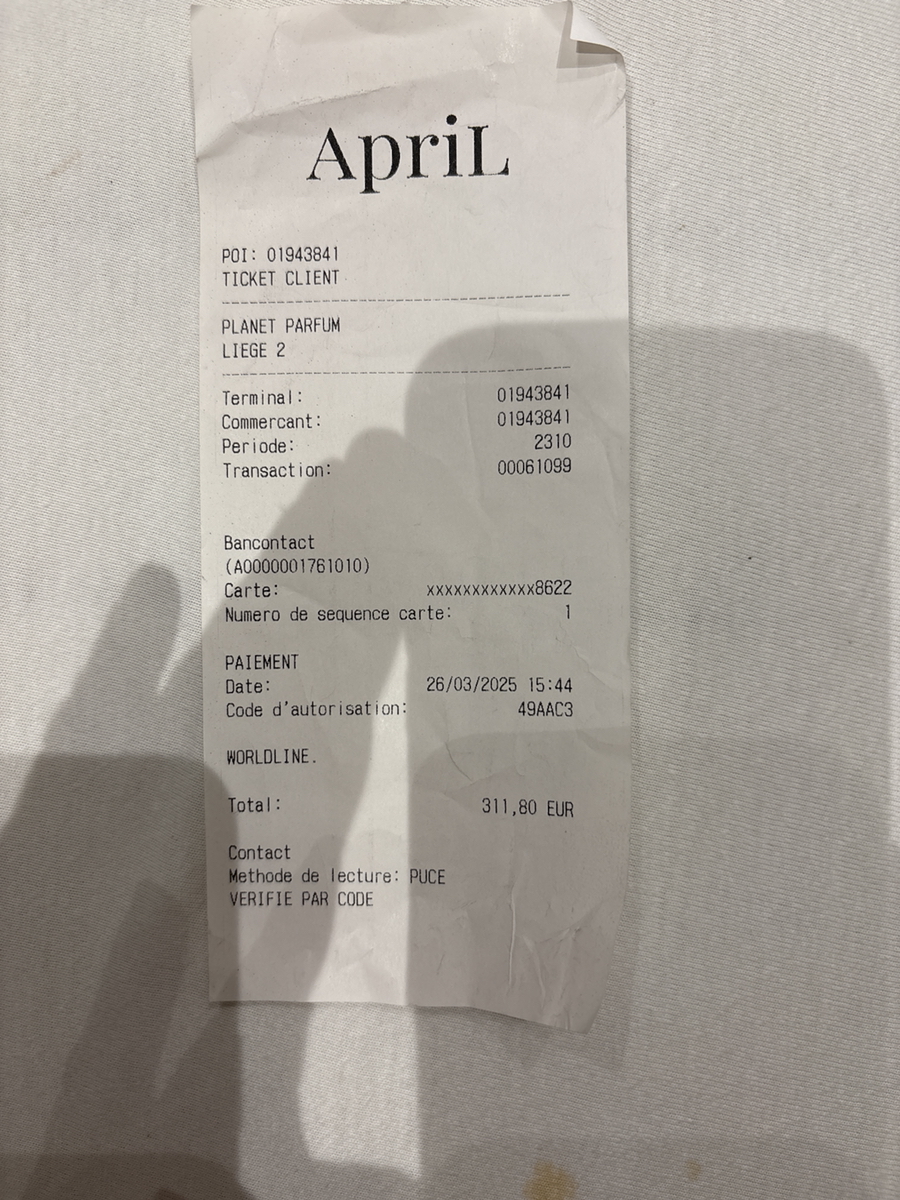 ApriL
POI: 01943841
TICKET CLIENT
PLANET PARFUM
LIEGE 2
Terminal: 01943841
Commercant: 01943841
Periode: 2310
Transaction: 00061099
Bancontact
(A0000001761010)
Carte: xxxxxxxxxxxx8622
Numero de sequence carte: 1
PAIEMENT
Date: 26/03/2025 15:44
Code d'autorisation: 49AAC3
WORLDLINE.
Total: 311,80 EUR
Contact
Methode de lecture: PUCE
VERIFIE PAR CODE